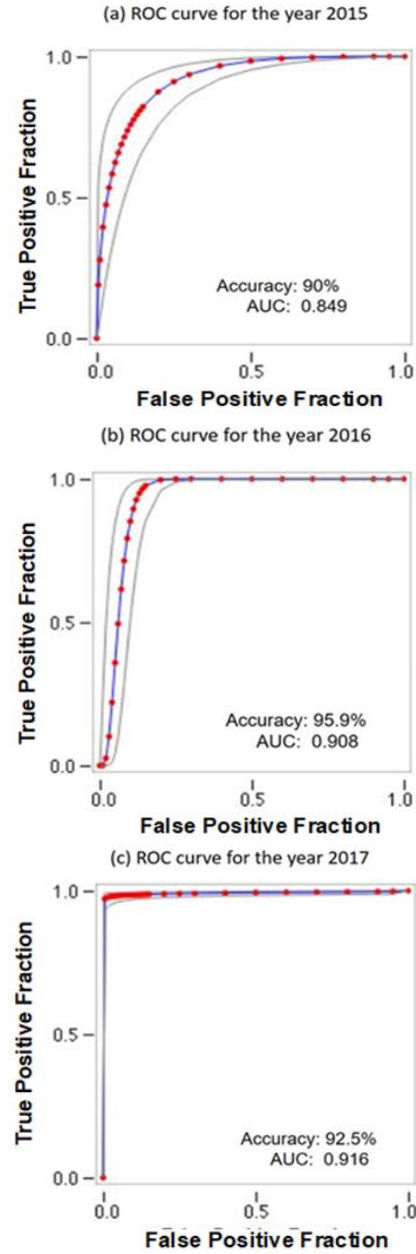 (a) ROC curve for the year 2015
True Positive Fraction
1.0
0.5
0.0
Accuracy: 90%
AUC: 0.849
0.0 0.5 1.0
False Positive Fraction
(b) ROC curve for the year 2016
True Positive Fraction
1.0
0.5
0.0
Accuracy: 95.9%
AUC: 0.908
0.0 0.5 1.0
False Positive Fraction
(c) ROC curve for the year 2017
True Positive Fraction
1.0
0.5
0.0
Accuracy: 92.5%
AUC: 0.916
0.0 0.5 1.0
False Positive Fraction